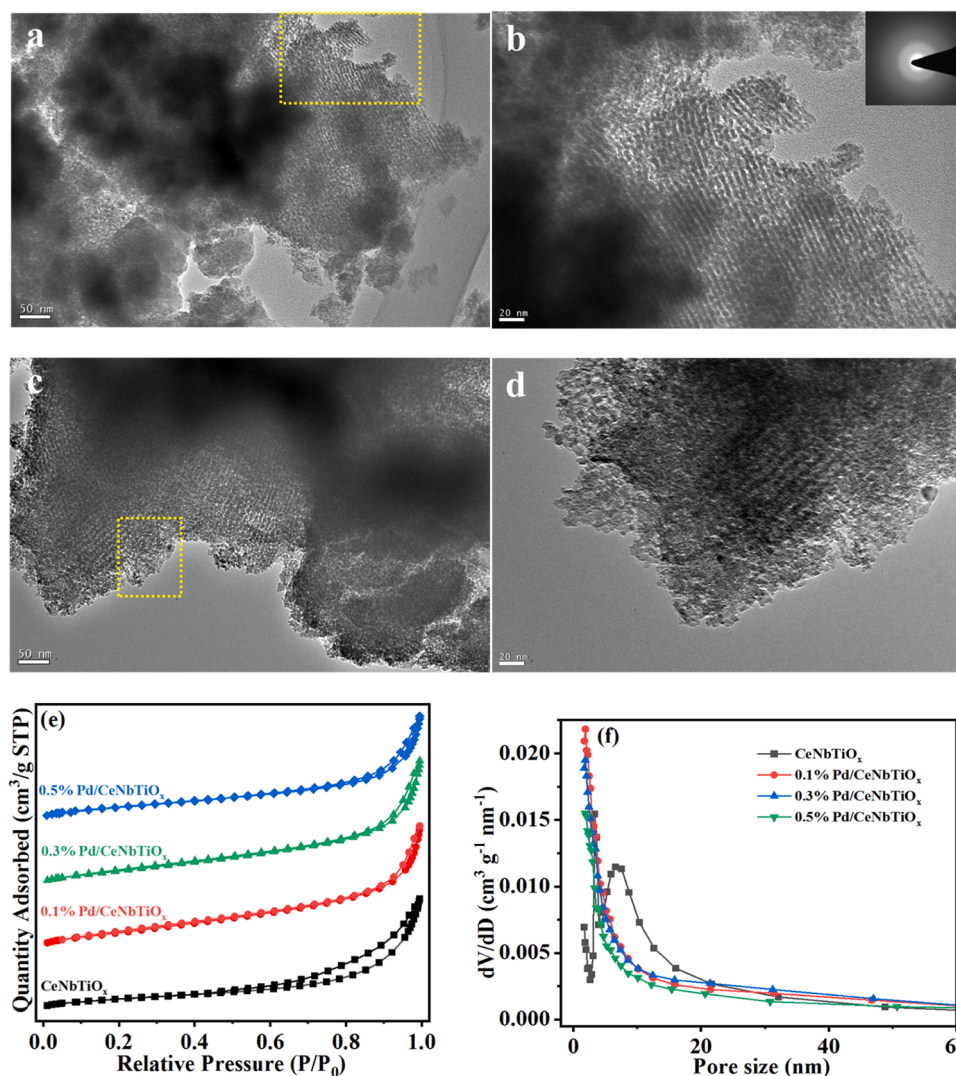 a
b
50 nm
20 nm
c
d
50 nm
20 nm
(e)
Quantity Adsorbed (cm³/g STP)
0.5% Pd/CeNbTiOₓ
0.3% Pd/CeNbTiOₓ
0.1% Pd/CeNbTiOₓ
CeNbTiOₓ
0.0 0.2 0.4 0.6 0.8 1.0
Relative Pressure (P/P₀)
(f)
dV/dD (cm³ g⁻¹ nm⁻¹)
0.020
0.015
0.010
0.005
0.000
CeNbTiOₓ
0.1% Pd/CeNbTiOₓ
0.3% Pd/CeNbTiOₓ
0.5% Pd/CeNbTiOₓ
0 20 40
Pore size (nm)